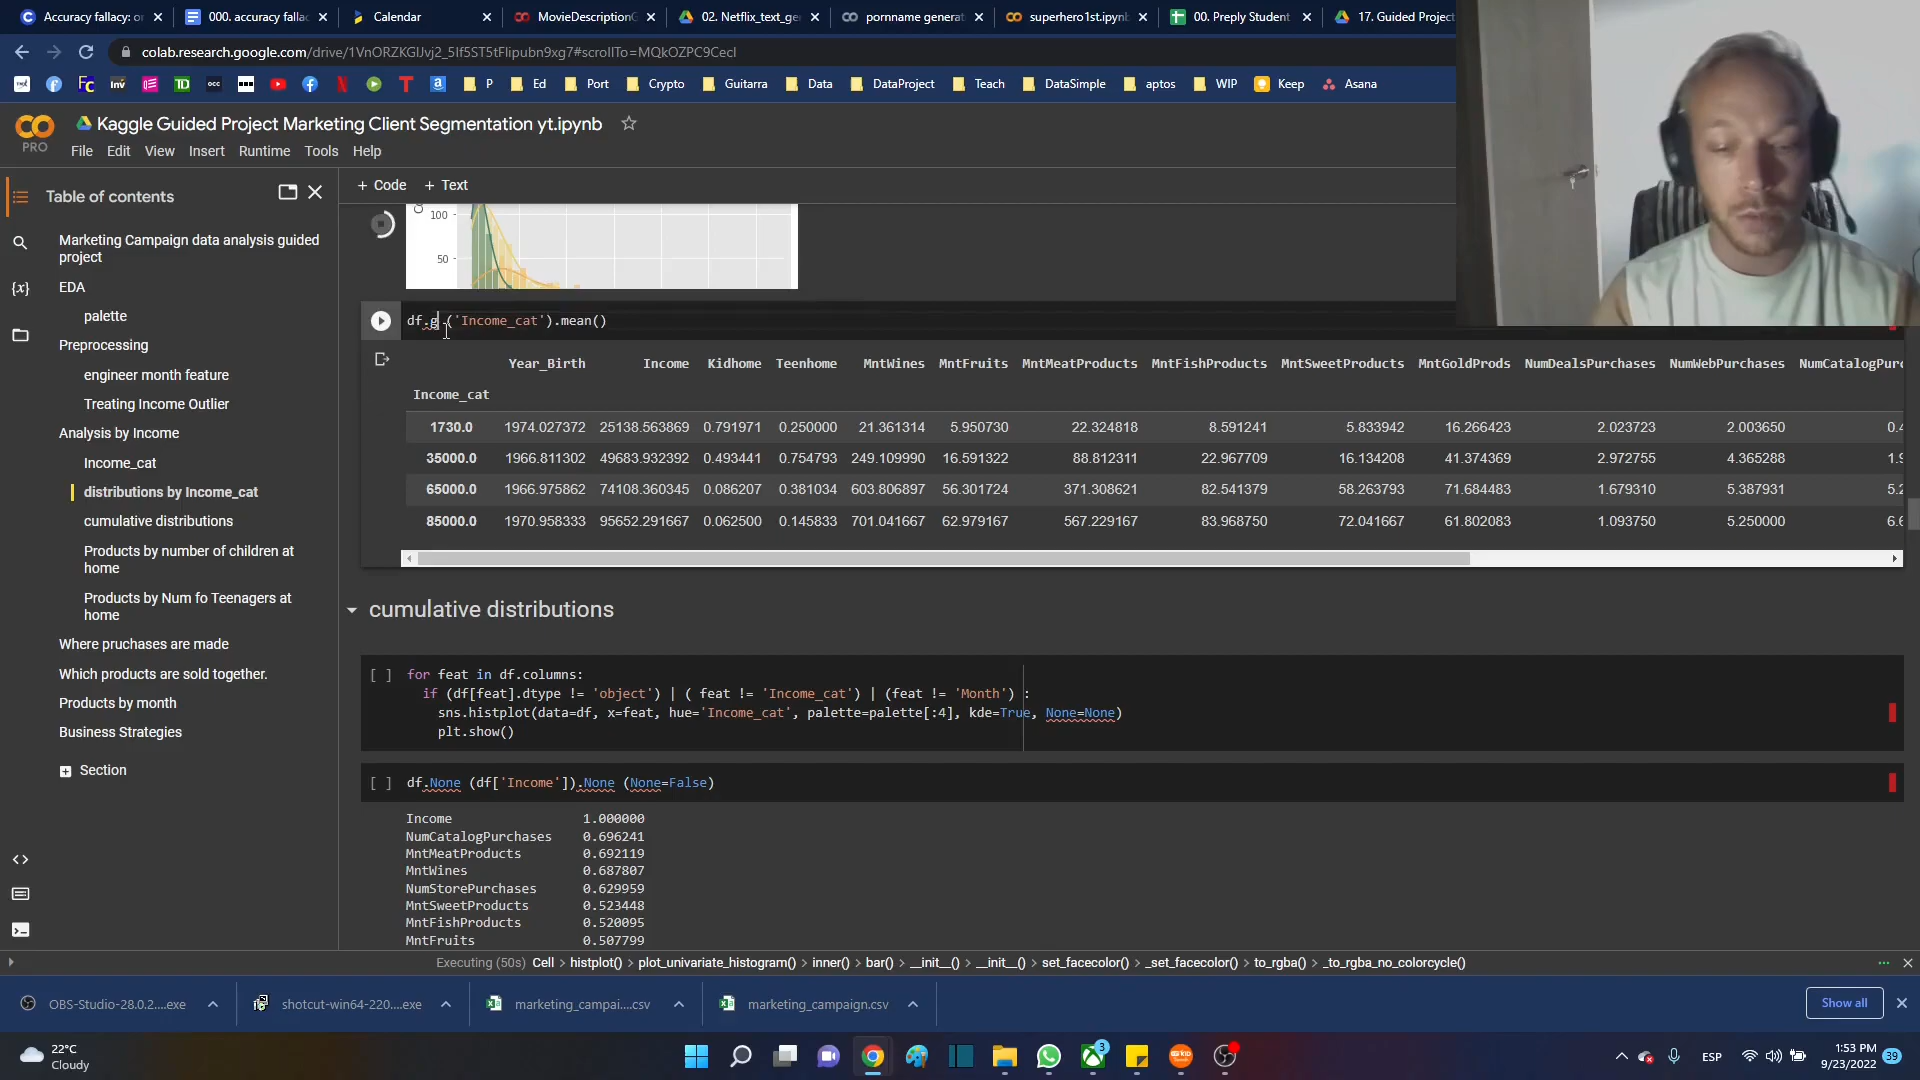 Accuracy fallacy: or
000. accuracy fallac
Calendar
MovieDescriptionG
02. Netflix_text_ge
pornname generat
superhero1st.ipynb
00. Preply Student
17. Guided Project
colab.research.google.com/drive/1VnORZKGlJvj2_5lf5ST5tFlipubn9xg7#scrollTo=MQkOZPC9CecI
P
Ed
Port
Crypto
Guitarra
Data
DataProject
Teach
DataSimple
aptos
WIP
Keep
Asana
PRO
Kaggle Guided Project Marketing Client Segmentation yt.ipynb
File Edit View Insert Runtime Tools Help
Table of contents
+ Code + Text
Marketing Campaign data analysis guided
project
EDA
palette
Preprocessing
engineer month feature
Treating Income Outlier
Analysis by Income
Income_cat
distributions by Income_cat
cumulative distributions
Products by number of children at
home
Products by Num fo Teenagers at
home
Where pruchases are made
Which products are sold together.
Products by month
Business Strategies
Section
100
50
df.g ('Income_cat').mean()
Year_Birth Income Kidhome Teenhome MntWines MntFruits MntMeatProducts MntFishProducts MntSweetProducts MntGoldProds NumDealsPurchases NumWebPurchases NumCatalogPurc
Income_cat
1730.0 1974.027372 25138.563869 0.791971 0.250000 21.361314 5.950730 22.324818 8.591241 5.833942 16.266423 2.023723 2.003650 0.4
35000.0 1966.811302 49683.932392 0.493441 0.754793 249.109990 16.591322 88.812311 22.967709 16.134208 41.374369 2.972755 4.365288 1.9
65000.0 1966.975862 74108.360345 0.086207 0.381034 603.806897 56.301724 371.308621 82.541379 58.263793 71.684483 1.679310 5.387931 5.2
85000.0 1970.958333 95652.291667 0.062500 0.145833 701.041667 62.979167 567.229167 83.968750 72.041667 61.802083 1.093750 5.250000 6.6
cumulative distributions
[ ] for feat in df.columns:
if (df[feat].dtype != 'object') | ( feat != 'Income_cat') | (feat != 'Month') :
sns.histplot(data=df, x=feat, hue='Income_cat', palette=palette[:4], kde=True, None=None)
plt.show()
[ ] df.None (df['Income']).None (None=False)
Income 1.000000
NumCatalogPurchases 0.696241
MntMeatProducts 0.692119
MntWines 0.687807
NumStorePurchases 0.629959
MntSweetProducts 0.523448
MntFishProducts 0.520095
MntFruits 0.507799
Executing (50s) Cell > histplot() > plot_univariate_histogram() > inner() > bar() > __init__() > __init__() > set_facecolor() > _set_facecolor() > to_rgba() > _to_rgba_no_colorcycle()
OBS-Studio-28.0.2....exe
shotcut-win64-220....exe
marketing_campai....csv
marketing_campaign.csv
Show all
22°C
Cloudy
3
ESP
1:53 PM
9/23/2022
39